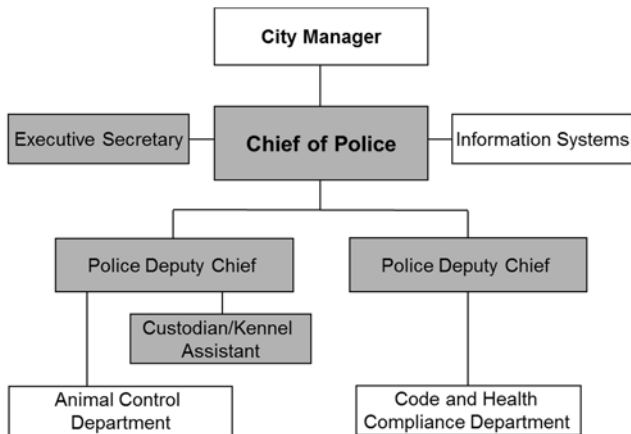 City Manager
Executive Secretary
Chief of Police
Information Systems
Police Deputy Chief
Police Deputy Chief
Custodian/Kennel
Assistant
Animal Control
Department
Code and Health
Compliance Department